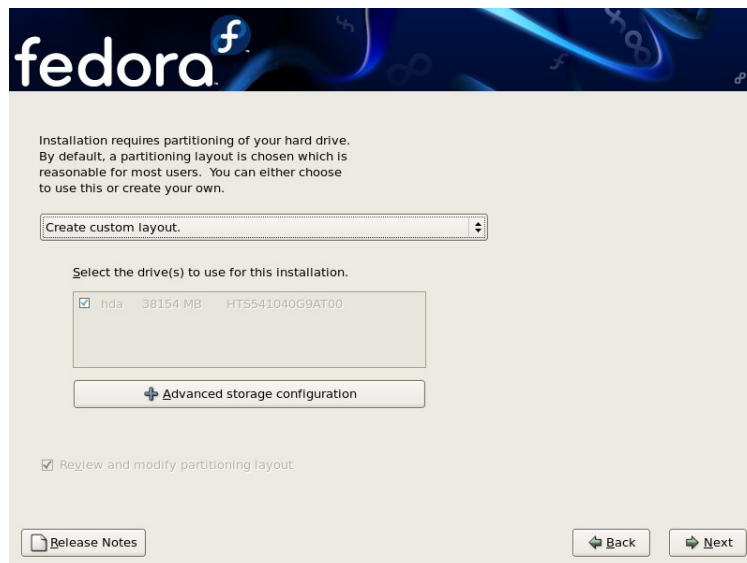 fedora
Installation requires partitioning of your hard drive.
By default, a partitioning layout is chosen which is
reasonable for most users. You can either choose
to use this or create your own.
Create custom layout.
Select the drive(s) to use for this installation.
hda 38154 MB HTS541040G9AT00
Advanced storage configuration
Review and modify partitioning layout
Release Notes
Back
Next